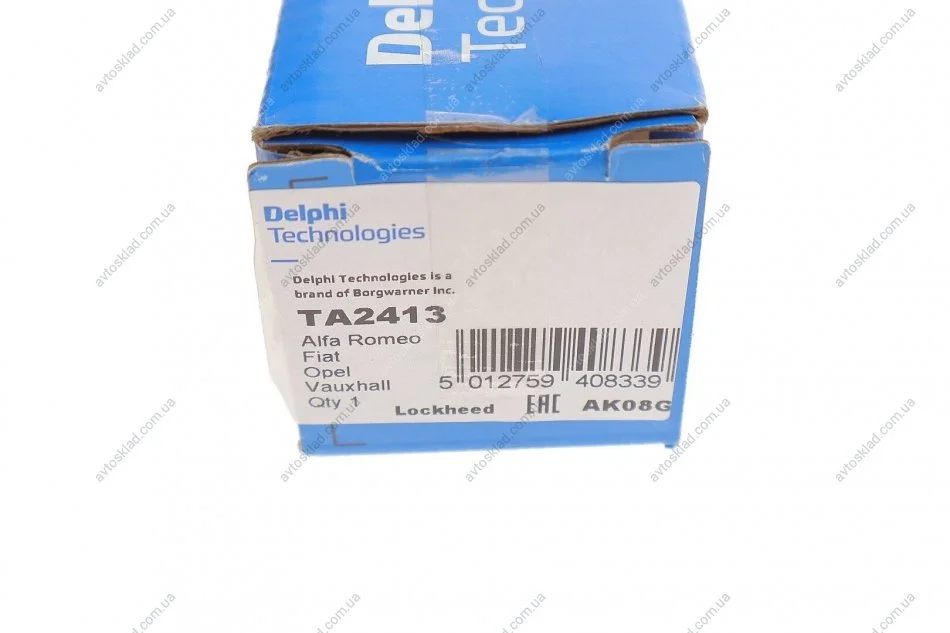 Delphi
Tec
Delphi
Technologies
Delphi Technologies is a
brand of Borgwarner Inc.
TA2413
Alfa Romeo
Fiat
Opel
Vauxhall
Qty 1
5 012759 408339
Lockheed EAC AK08G
avtosklad.com.ua